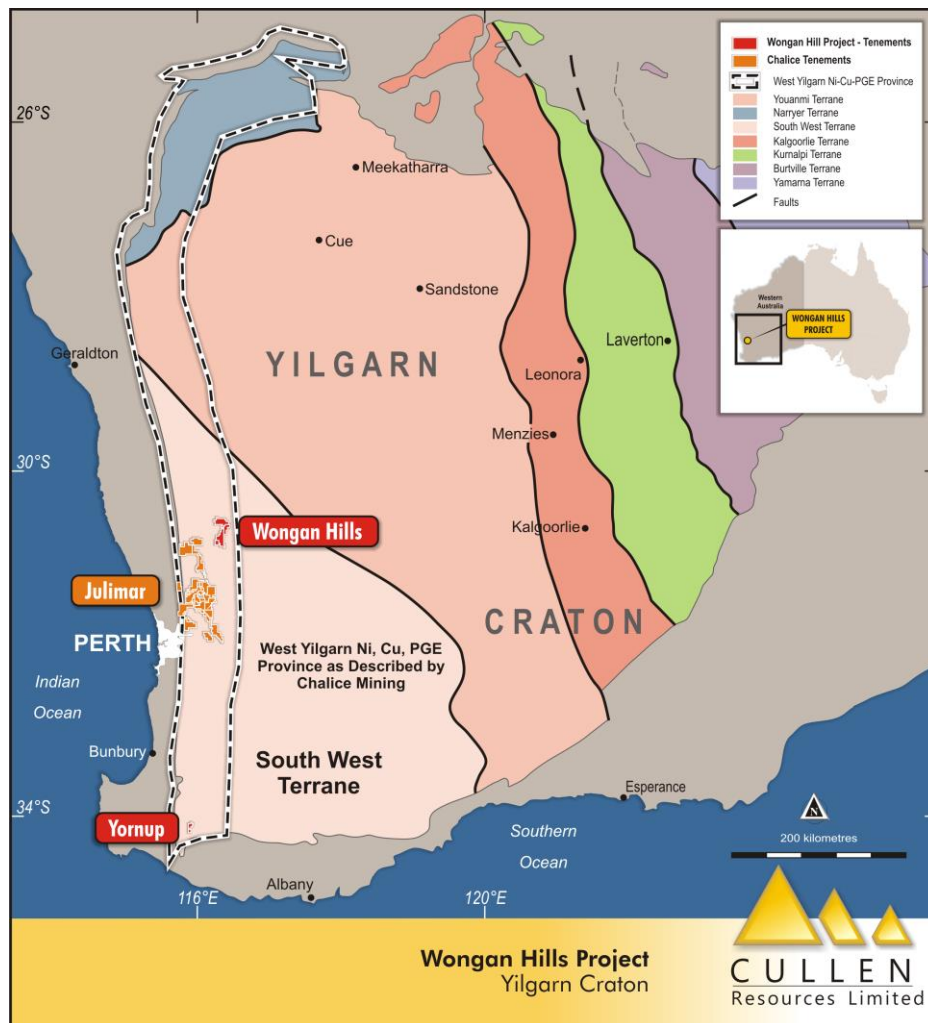 Wongan Hill Project - Tenements
Chalice Tenements
West Yilgarn Ni-Cu-PGE Province
Youanmi Terrane
Narryer Terrane
South West Terrane
Kalgoorlie Terrane
Kurnalpi Terrane
Burtville Terrane
Yamama Terrane
Faults
26°S
Meekatharra
Cue
Sandstone
Western
Australia
WONGAN HILLS
PROJECT
Geraldton
YILGARN
Laverton
Leonora
Menzies
30°S
Wongan Hills
Kalgoorlie
Julimar
PERTH
CRATON
West Yilgarn Ni, Cu, PGE
Province as Described by
Chalice Mining
Indian
Ocean
Bunbury
South West
Terrane
Esperance
34°S
Yornup
N
Southern
Ocean
200 kilometres
Albany
116°E
120°E
Wongan Hills Project
Yilgarn Craton
CULLEN
Resources Limited